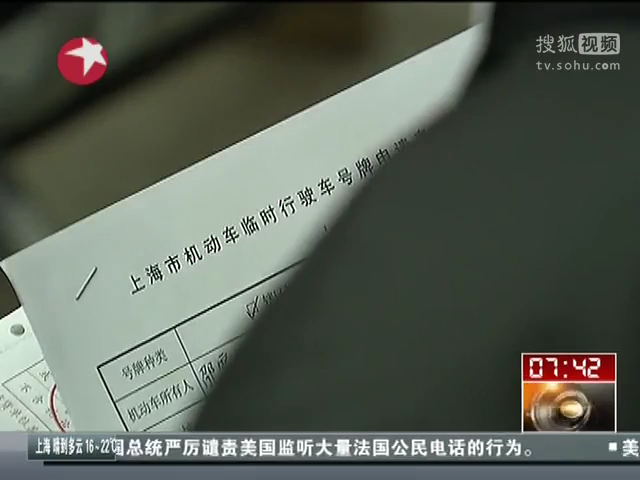 搜狐视频
tv.sohu.com
上海市机动车临时行驶车号牌申请
号牌种类
机动车所有人
07:42
上海 晴到多云 16~22℃
总统严厉谴责美国监听大量法国公民电话的行为。
■美